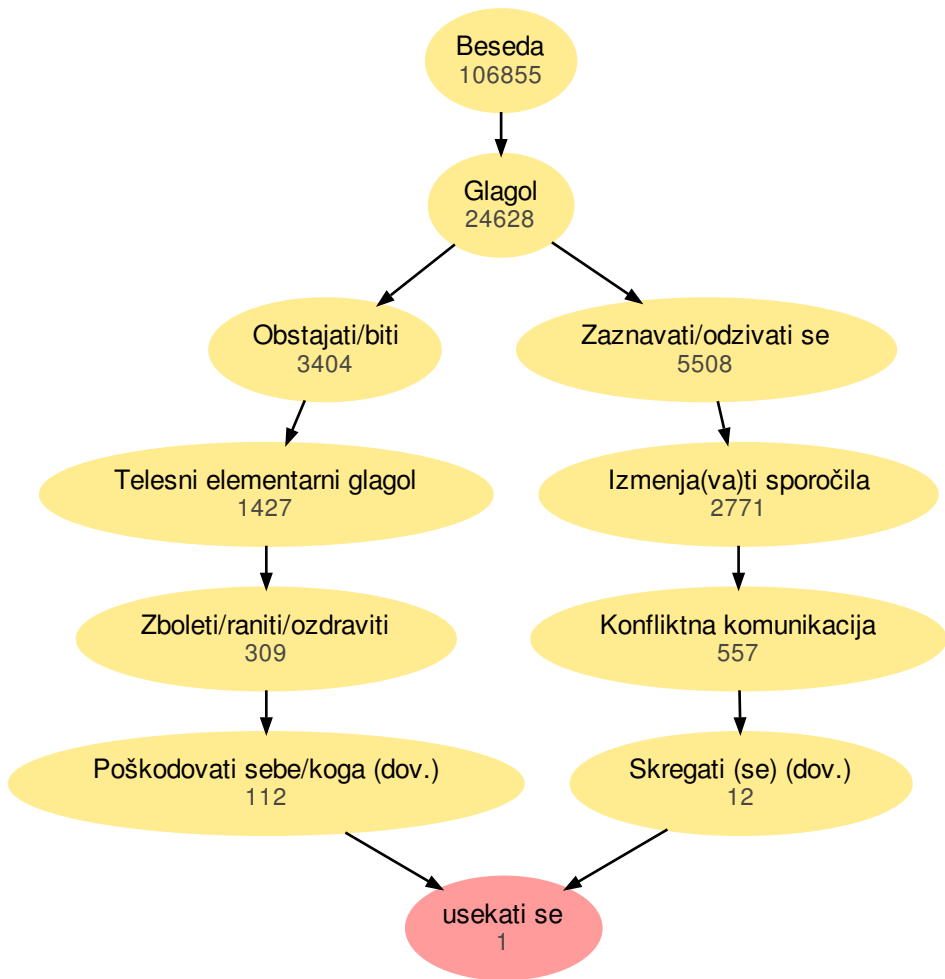 Beseda
106855
Glagol
24628
Obstajati/biti
3404
Zaznavati/odzivati se
5508
Telesni elementarni glagol
1427
Izmenja(va)ti sporočila
2771
Zboleti/raniti/ozdraviti
309
Konfliktna komunikacija
557
Poškodovati sebe/koga (dov.)
112
Skregati (se) (dov.)
12
usekati se
1